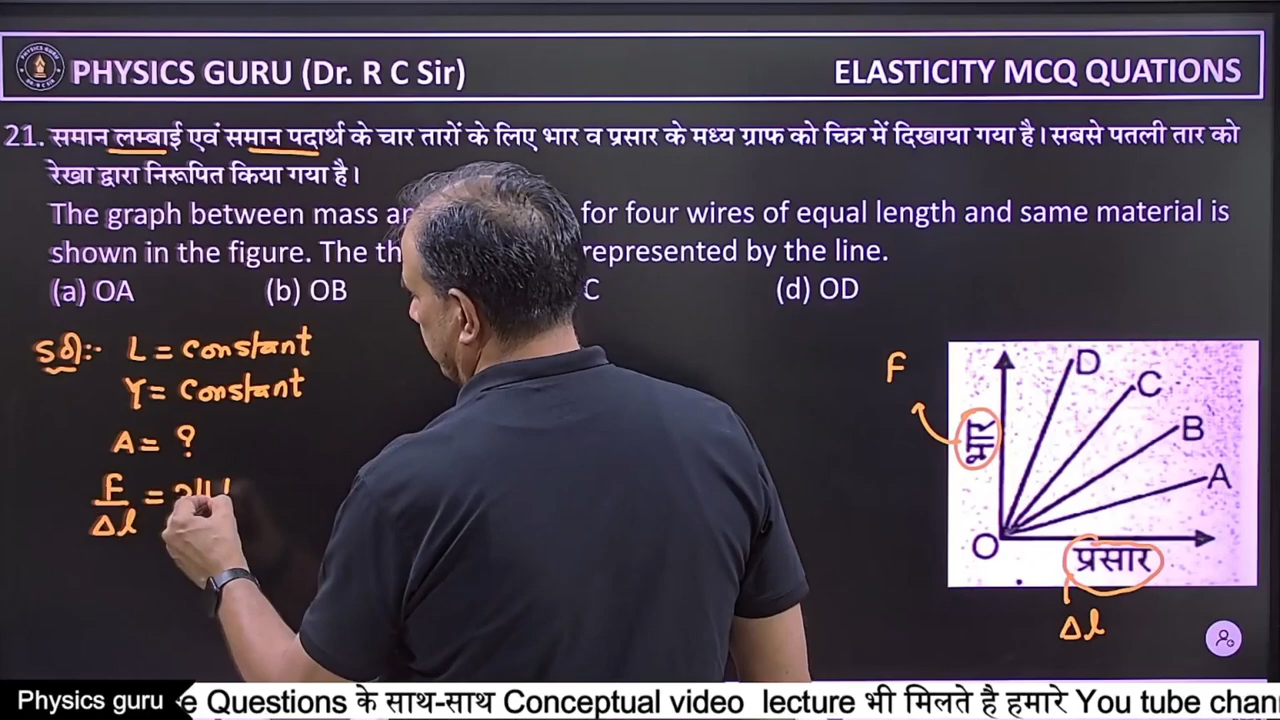 PHYSICS GURU (Dr. R C Sir)
ELASTICITY MCQ QUATIONS
21. समान लम्बाई एवं समान पदार्थ के चार तारों के लिए भार व प्रसार के मध्य ग्राफ को चित्र में दिखाया गया है। सबसे पतली तार को
रेखा द्वारा निरूपित किया गया है।
The graph between mass for four wires of equal length and same material is
shown in the figure. The represented by the line.
(a) OA (b) OB C (d) OD
Sol:- L = Constant
Y = Constant
A = ?
F
Δl =
F
भार
D
C
B
A
O
प्रसार
Δl
Physics guru
e Questions के साथ-साथ Conceptual video lecture भी मिलते है हमारे You tube chan